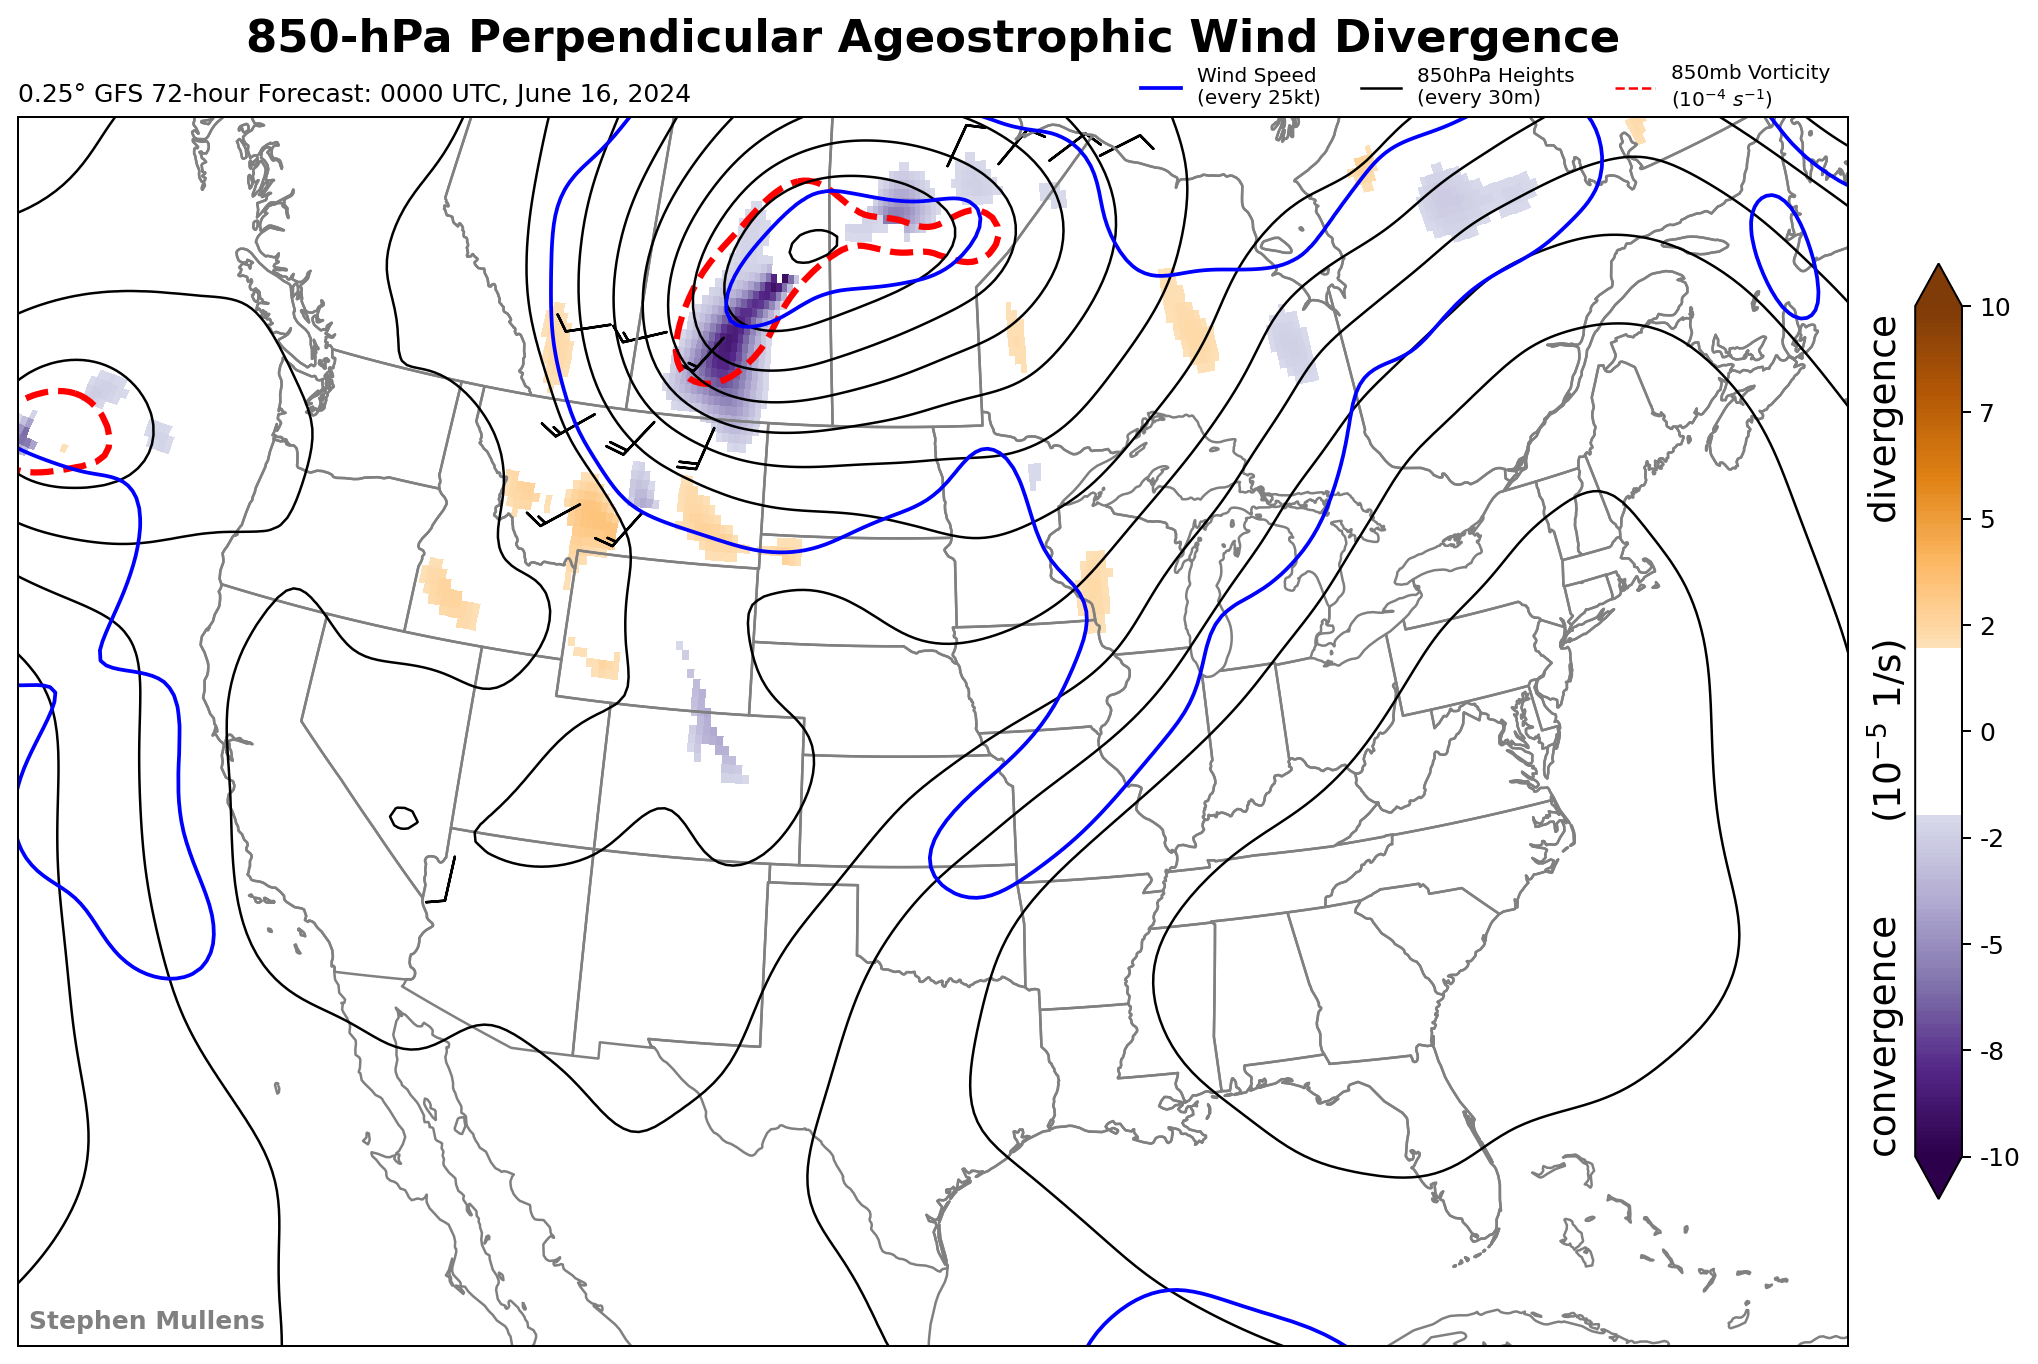 850-hPa Perpendicular Ageostrophic Wind Divergence
0.25° GFS 72-hour Forecast: 0000 UTC, June 16, 2024
Wind Speed
(every 25kt)
850hPa Heights
(every 30m)
850mb Vorticity
(10⁻⁴ s⁻¹)
10
7
5
2
0
-2
-5
-8
-10
convergence (10⁻⁵ 1/s) divergence
Stephen Mullens